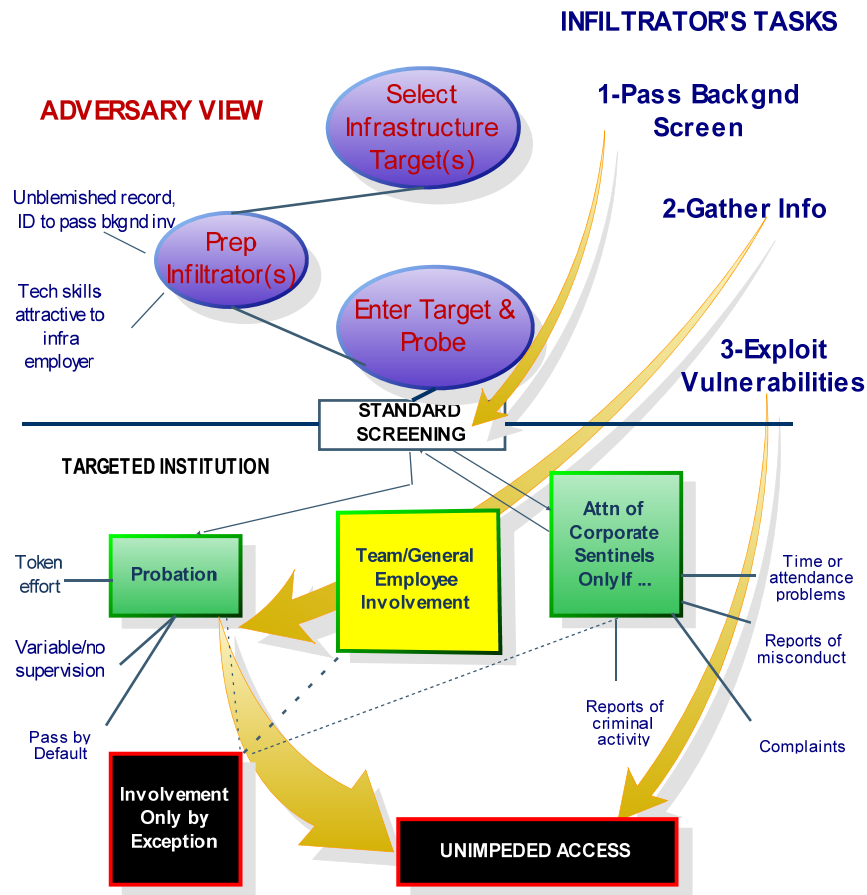 INFILTRATOR'S TASKS
ADVERSARY VIEW
Select
Infrastructure
Target(s)
1-Pass Backgnd
Screen
Unblemished record,
ID to pass bkgnd inv
2-Gather Info
Prep
Infiltrator(s)
Tech skills
attractive to
infra
employer
Enter Target &
Probe
3-Exploit
Vulnerabilities
STANDARD
SCREENING
TARGETED INSTITUTION
Attn of
Corporate
Sentinels
OnlyIf ...
Team/General
Employee
Involvement
Token
effort
Probation
Time or
attendance
problems
Variable/no
supervision
Reports of
misconduct
Reports of
criminal
activity
Pass by
Default
Complaints
Involvement
Only by
Exception
UNIMPEDED ACCESS